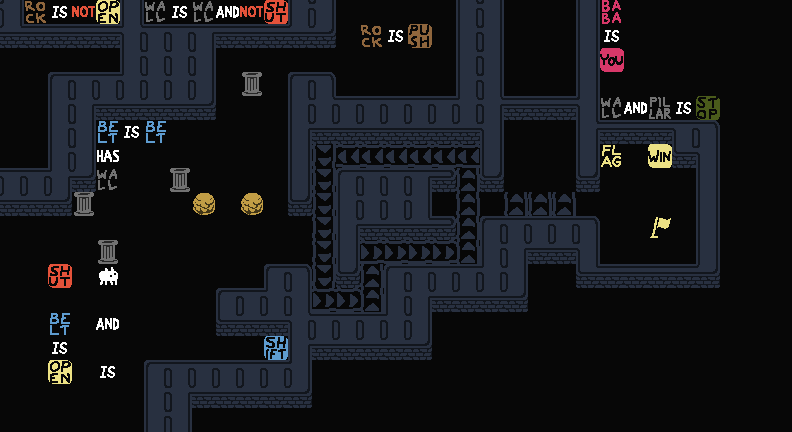 ROCK IS NOT OPEN WALL IS WALL AND NOT SHUT
BABA
ROCK IS PUSH
IS
YOU
WALL AND PILLAR IS STOP
BELT IS BELT
HAS
FLAG WIN
WALL
SHUT
BELT AND
IS
SHIFT
OPEN IS